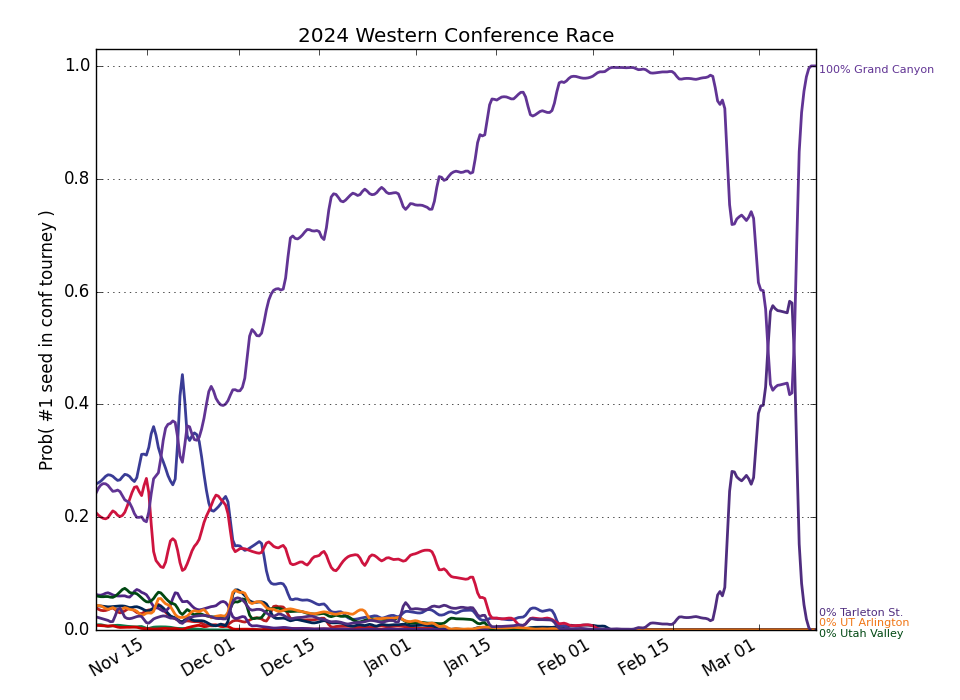 2024 Western Conference Race
Prob( #1 seed in conf tourney )
1.0
0.8
0.6
0.4
0.2
0.0
Nov 15
Dec 01
Dec 15
Jan 01
Jan 15
Feb 01
Feb 15
Mar 01
100% Grand Canyon
0% Tarleton St.
0% UT Arlington
0% Utah Valley